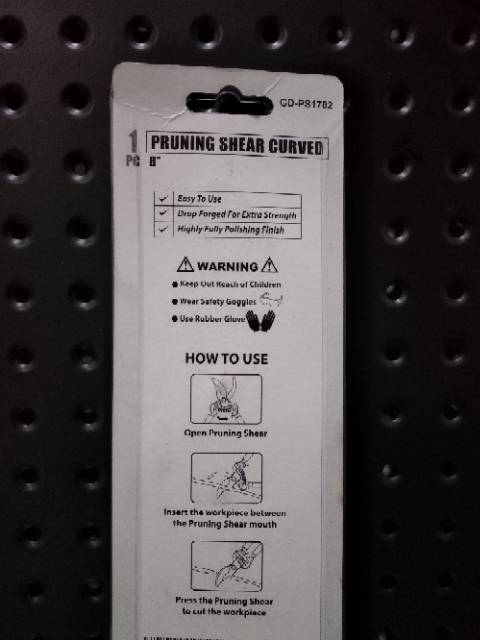 GD-PS1702
1 PRUNING SHEAR CURVED
PC 8"
Easy To Use
Drop Forged For Extra Strength
Highly Fully Polishing Finish
WARNING
Keep Out Reach of Children
Wear Safety Goggles
Use Rubber Glove
HOW TO USE
Open Pruning Shear
Insert the workpiece between
the Pruning Shear mouth
Press the Pruning Shear
to cut the workpiece